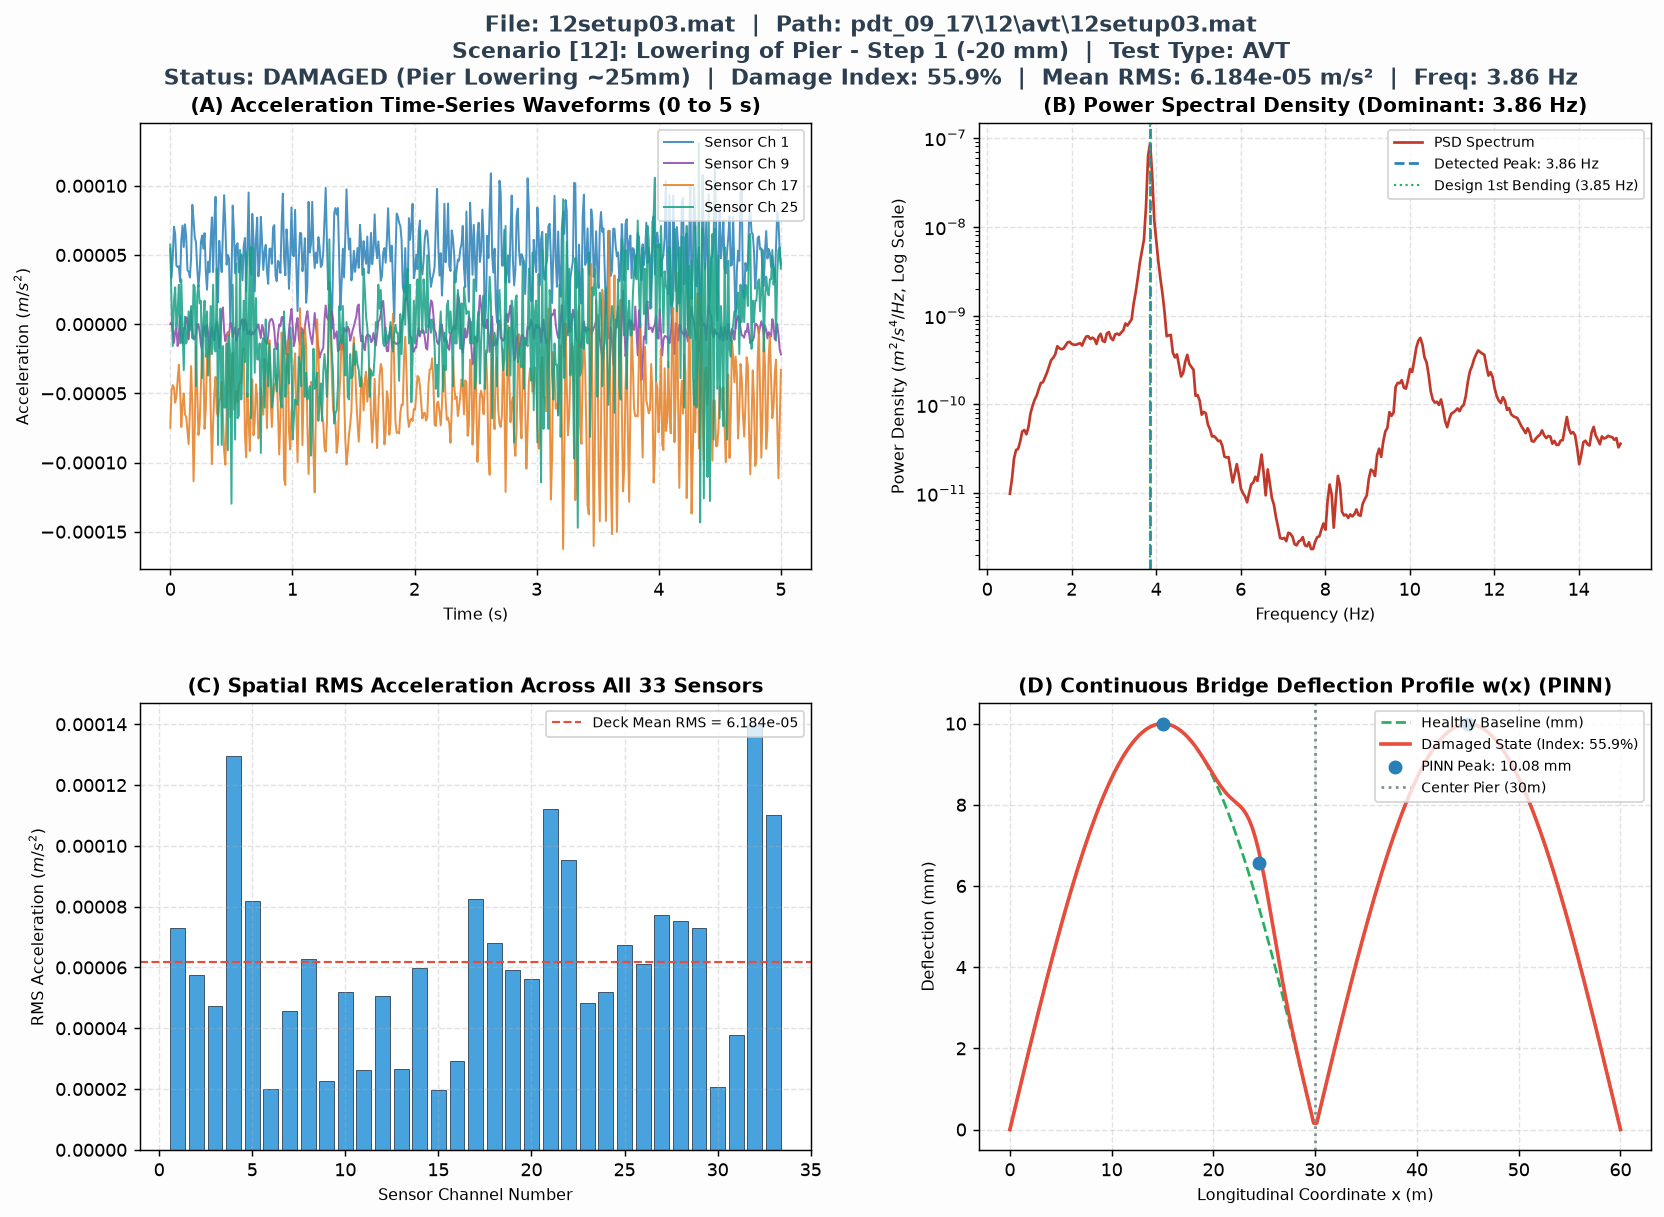 File: 12setup03.mat | Path: pdt_09_17\12\avt\12setup03.mat
Scenario [12]: Lowering of Pier - Step 1 (-20 mm) | Test Type: AVT
Status: DAMAGED (Pier Lowering ~25mm) | Damage Index: 55.9% | Mean RMS: 6.184e-05 m/s² | Freq: 3.86 Hz
(A) Acceleration Time-Series Waveforms (0 to 5 s)
Sensor Ch 1
Sensor Ch 9
Sensor Ch 17
Sensor Ch 25
0.00010
0.00005
0.00000
−0.00005
−0.00010
−0.00015
Acceleration (m/s²)
0 1 2 3 4 5
Time (s)
(B) Power Spectral Density (Dominant: 3.86 Hz)
PSD Spectrum
Detected Peak: 3.86 Hz
Design 1st Bending (3.85 Hz)
10⁻⁷
10⁻⁸
10⁻⁹
10⁻¹⁰
10⁻¹¹
Power Density (m²/s⁴/Hz, Log Scale)
0 2 4 6 8 10 12 14
Frequency (Hz)
(C) Spatial RMS Acceleration Across All 33 Sensors
Deck Mean RMS = 6.184e-05
0.00014
0.00012
0.00010
0.00008
0.00006
0.00004
0.00002
0.00000
RMS Acceleration (m/s²)
0 5 10 15 20 25 30 35
Sensor Channel Number
(D) Continuous Bridge Deflection Profile w(x) (PINN)
Healthy Baseline (mm)
Damaged State (Index: 55.9%)
PINN Peak: 10.08 mm
Center Pier (30m)
10
8
6
4
2
0
Deflection (mm)
0 10 20 30 40 50 60
Longitudinal Coordinate x (m)